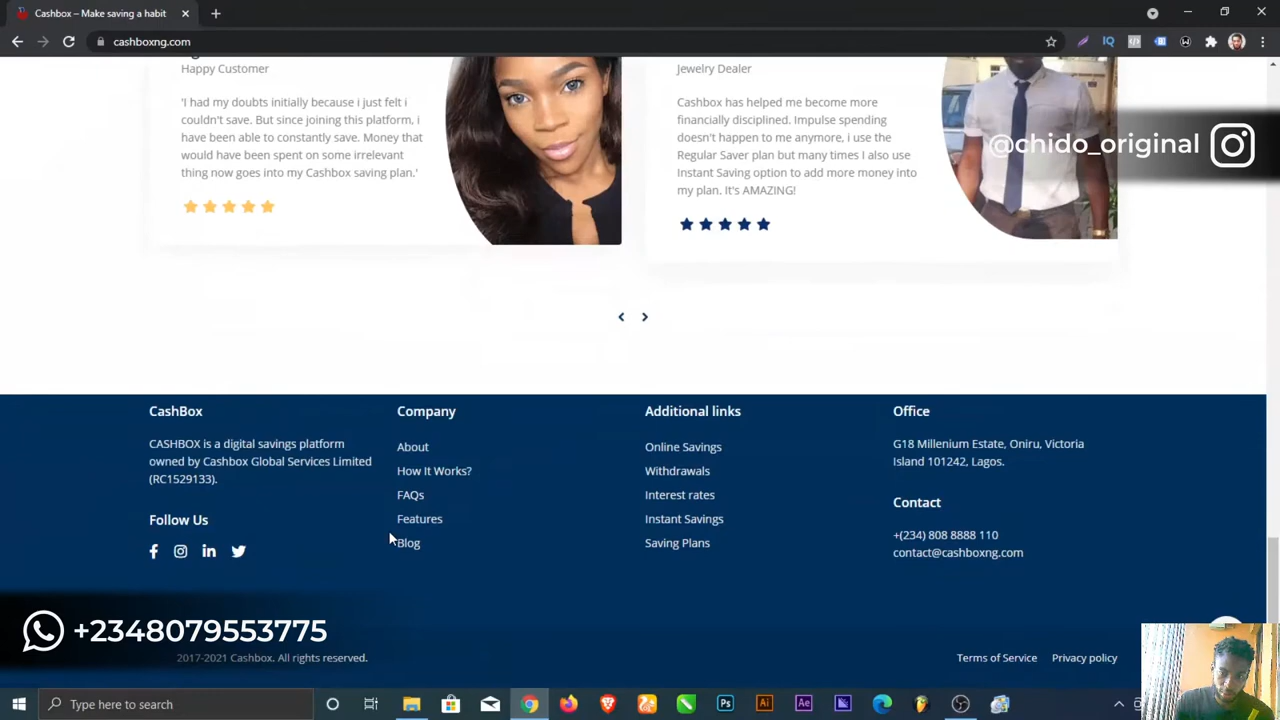 Cashbox – Make saving a habit
cashboxng.com
Happy Customer
'I had my doubts initially because i just felt i
couldn't save. But since joining this platform, i
have been able to constantly save. Money that
would have been spent on some irrelevant
thing now goes into my Cashbox saving plan.'
Jewelry Dealer
Cashbox has helped me become more
financially disciplined. Impulse spending
doesn't happen to me anymore, i use the
Regular Saver plan but many times I also use
Instant Saving option to add more money into
my plan. It's AMAZING!
@chido_original
CashBox
CASHBOX is a digital savings platform
owned by Cashbox Global Services Limited
(RC1529133).
Follow Us
Company
About
How It Works?
FAQs
Features
Blog
Additional links
Online Savings
Withdrawals
Interest rates
Instant Savings
Saving Plans
Office
G18 Millenium Estate, Oniru, Victoria
Island 101242, Lagos.
Contact
+(234) 808 8888 110
contact@cashboxng.com
+2348079553775
2017-2021 Cashbox. All rights reserved.
Terms of Service
Privacy policy
Type here to search
Ps
Ai
Ae